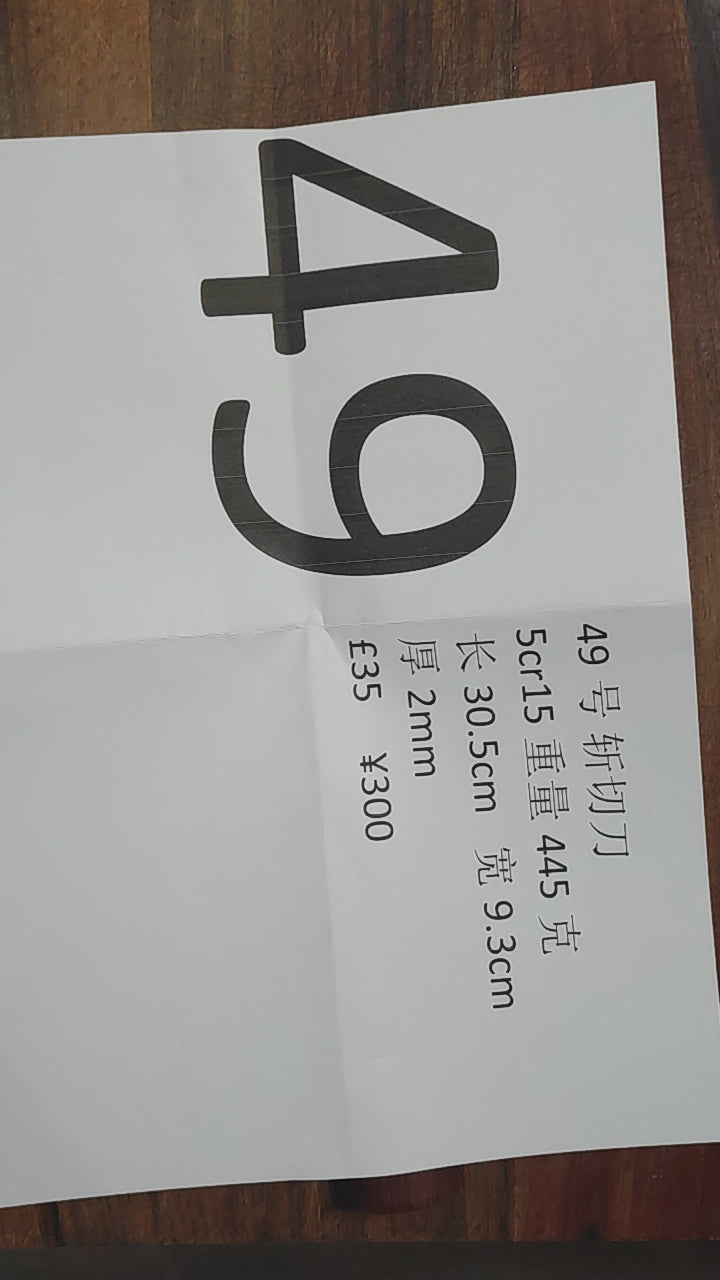 49
49 号斩切刀
5cr15 重量 445 克
长 30.5cm 宽 9.3cm
厚 2mm
£35 ¥300